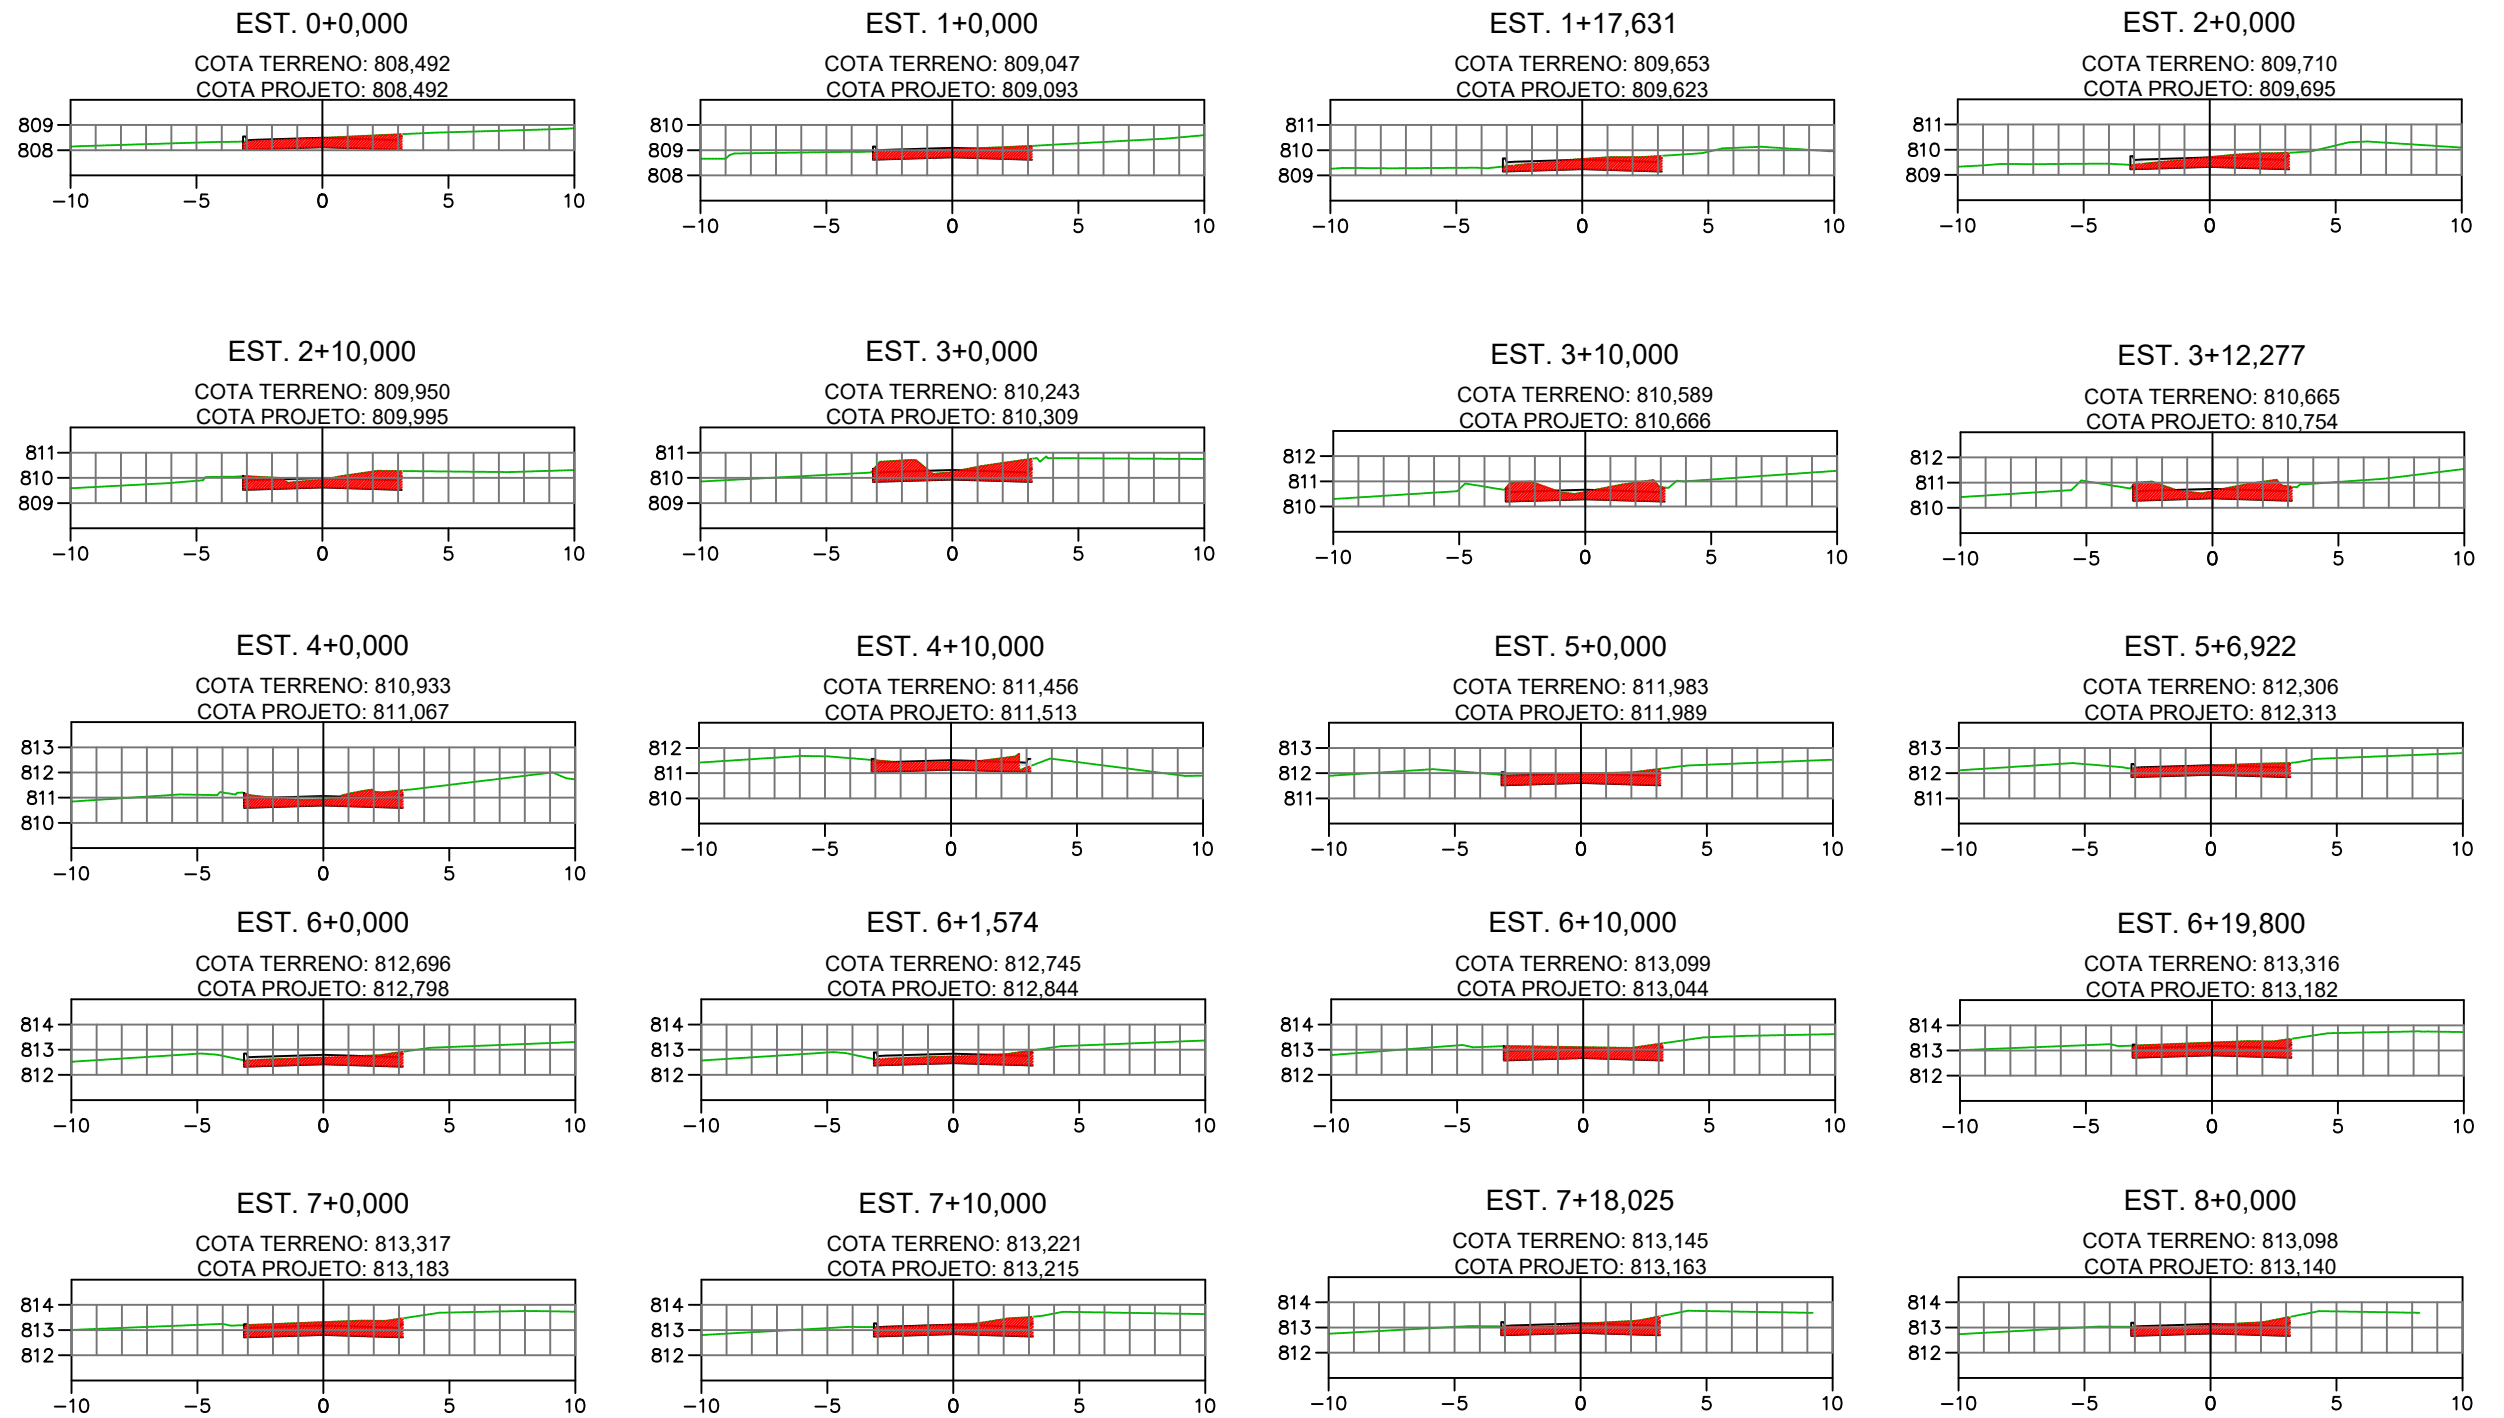 EST. 0+0,000
COTA TERRENO: 808,492
COTA PROJETO: 808,492
809
808
−10 −5 0 5 10
EST. 1+0,000
COTA TERRENO: 809,047
COTA PROJETO: 809,093
810
809
808
−10 −5 0 5 10
EST. 1+17,631
COTA TERRENO: 809,653
COTA PROJETO: 809,623
811
810
809
−10 −5 0 5 10
EST. 2+0,000
COTA TERRENO: 809,710
COTA PROJETO: 809,695
811
810
809
−10 −5 0 5 10
EST. 2+10,000
COTA TERRENO: 809,950
COTA PROJETO: 809,995
811
810
809
−10 −5 0 5 10
EST. 3+0,000
COTA TERRENO: 810,243
COTA PROJETO: 810,309
811
810
809
−10 −5 0 5 10
EST. 3+10,000
COTA TERRENO: 810,589
COTA PROJETO: 810,666
812
811
810
−10 −5 0 5 10
EST. 3+12,277
COTA TERRENO: 810,665
COTA PROJETO: 810,754
812
811
810
−10 −5 0 5 10
EST. 4+0,000
COTA TERRENO: 810,933
COTA PROJETO: 811,067
813
812
811
810
−10 −5 0 5 10
EST. 4+10,000
COTA TERRENO: 811,456
COTA PROJETO: 811,513
812
811
810
−10 −5 0 5 10
EST. 5+0,000
COTA TERRENO: 811,983
COTA PROJETO: 811,989
813
812
811
−10 −5 0 5 10
EST. 5+6,922
COTA TERRENO: 812,306
COTA PROJETO: 812,313
813
812
811
−10 −5 0 5 10
EST. 6+0,000
COTA TERRENO: 812,696
COTA PROJETO: 812,798
814
813
812
−10 −5 0 5 10
EST. 6+1,574
COTA TERRENO: 812,745
COTA PROJETO: 812,844
814
813
812
−10 −5 0 5 10
EST. 6+10,000
COTA TERRENO: 813,099
COTA PROJETO: 813,044
814
813
812
−10 −5 0 5 10
EST. 6+19,800
COTA TERRENO: 813,316
COTA PROJETO: 813,182
814
813
812
−10 −5 0 5 10
EST. 7+0,000
COTA TERRENO: 813,317
COTA PROJETO: 813,183
814
813
812
−10 −5 0 5 10
EST. 7+10,000
COTA TERRENO: 813,221
COTA PROJETO: 813,215
814
813
812
−10 −5 0 5 10
EST. 7+18,025
COTA TERRENO: 813,145
COTA PROJETO: 813,163
814
813
812
−10 −5 0 5 10
EST. 8+0,000
COTA TERRENO: 813,098
COTA PROJETO: 813,140
814
813
812
−10 −5 0 5 10